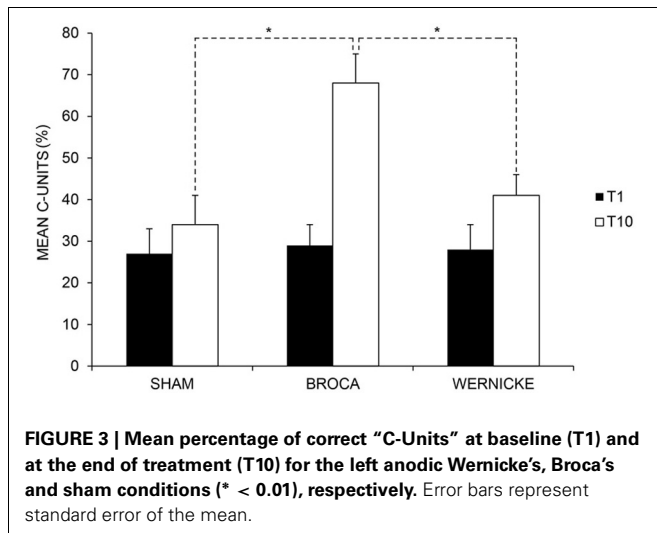 80
* *
70
60
50
40
30
20
10
0
MEAN C-UNITS (%)
T1
T10
SHAM BROCA WERNICKE
FIGURE 3 | Mean percentage of correct “C-Units” at baseline (T1) and
at the end of treatment (T10) for the left anodic Wernicke’s, Broca’s
and sham conditions (* < 0.01), respectively. Error bars represent
standard error of the mean.